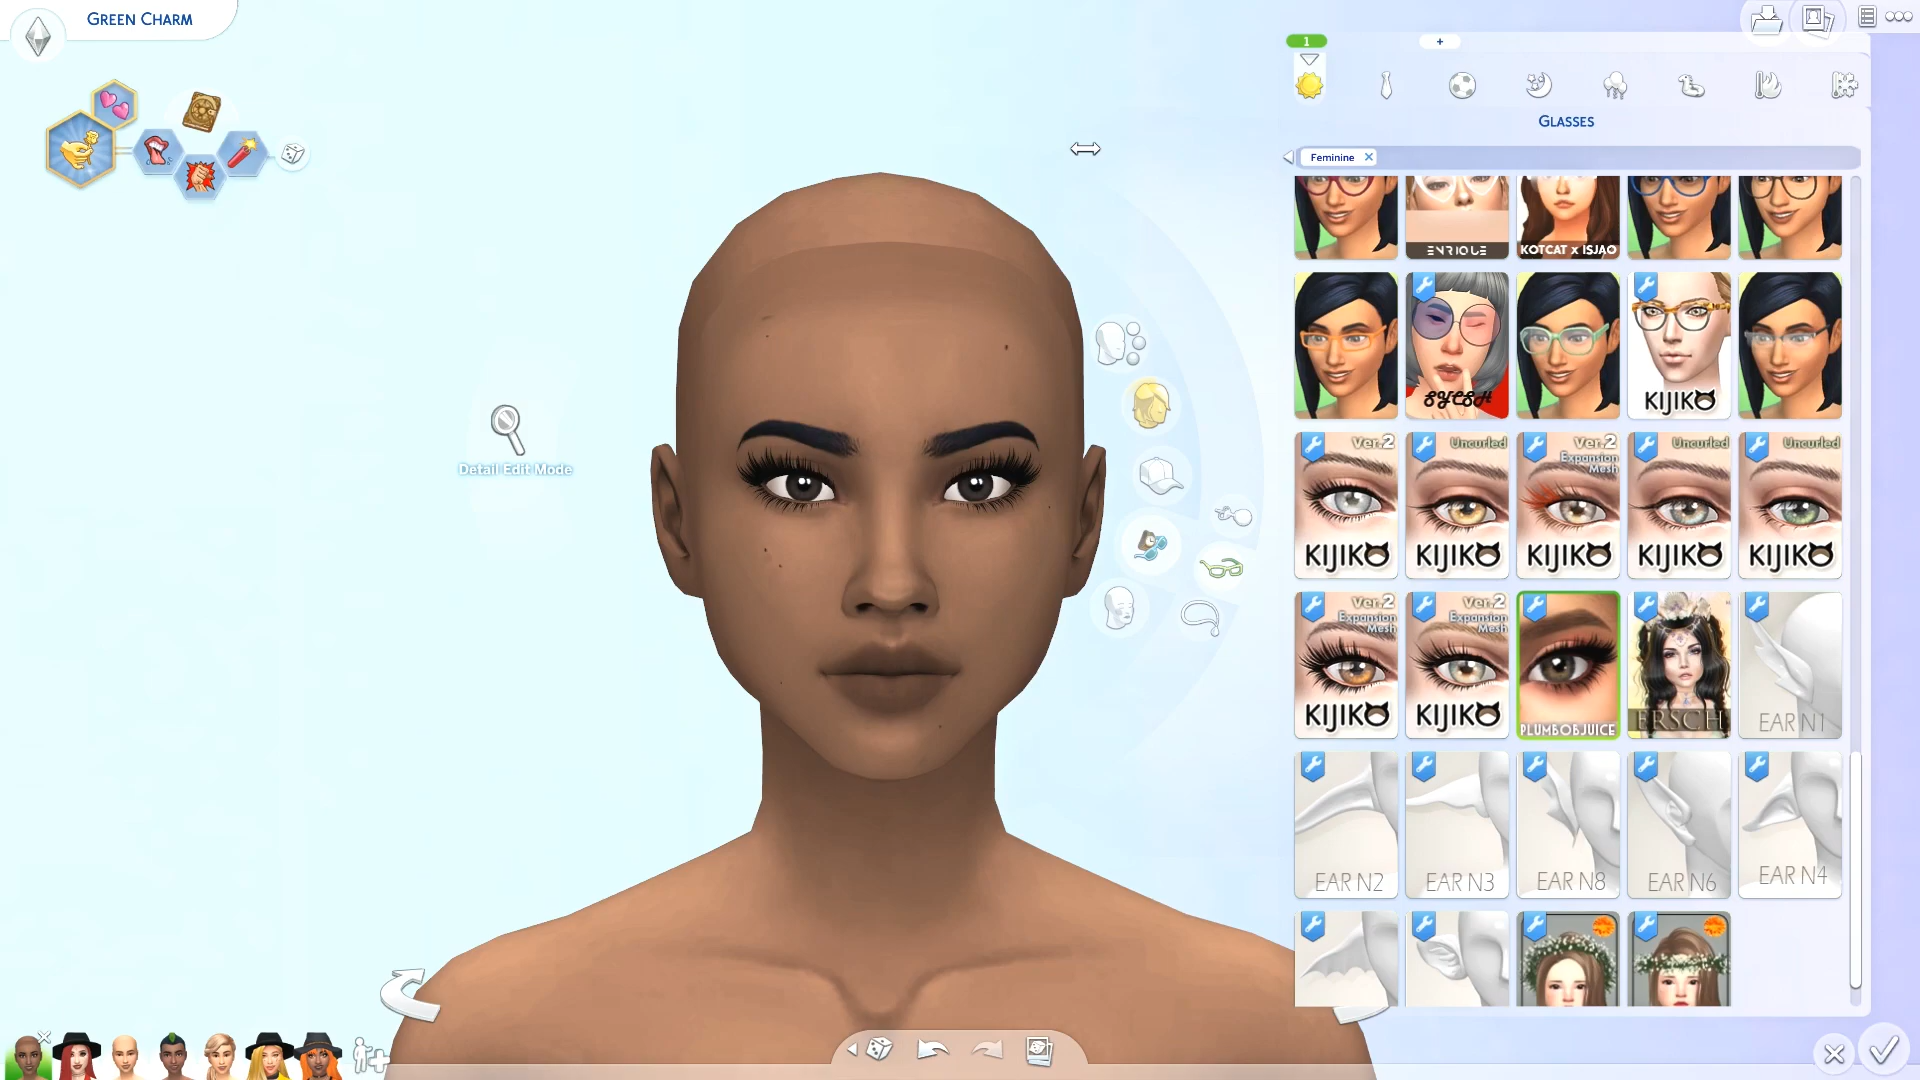 GREEN CHARM
1
+
GLASSES
Feminine
Detail Edit Mode
ENRIQUE
KOTCAT x ISJAO
SYESH
KIJIKO
Ver.2
Uncurled
Ver.2
Expansion
Mesh
Uncurled
Uncurled
KIJIKO
KIJIKO
KIJIKO
KIJIKO
KIJIKO
Ver.2
Expansion
Mesh
Ver.2
Expansion
Mesh
KIJIKO
KIJIKO
PLUMBOBJUICE
ERSCH
EAR N1
EAR N2
EAR N3
EAR N8
EAR N6
EAR N4